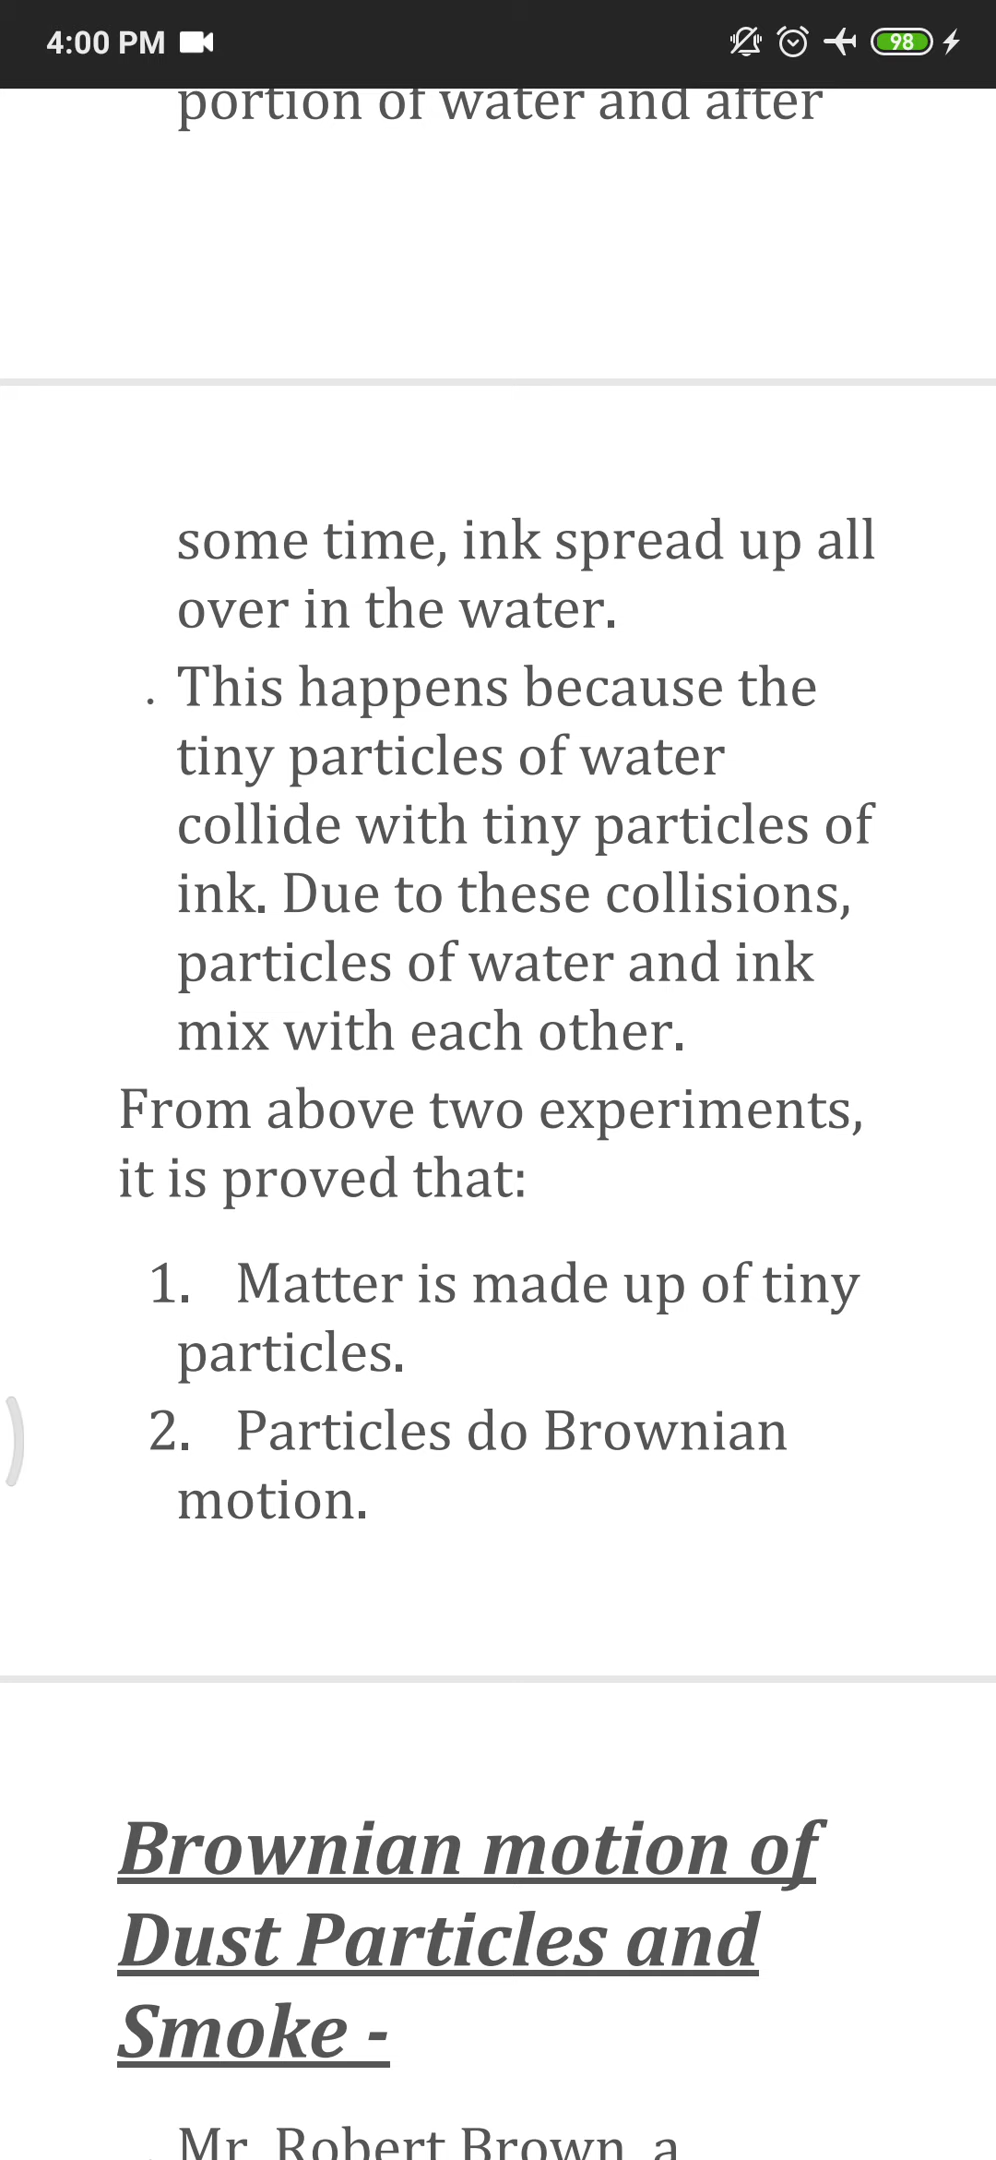 4:00 PM
98
portion of water and after
some time, ink spread up all
over in the water.
. This happens because the
tiny particles of water
collide with tiny particles of
ink. Due to these collisions,
particles of water and ink
mix with each other.
From above two experiments,
it is proved that:
1. Matter is made up of tiny
particles.
2. Particles do Brownian
motion.
Brownian motion of
Dust Particles and
Smoke -
Mr. Robert Brown, a